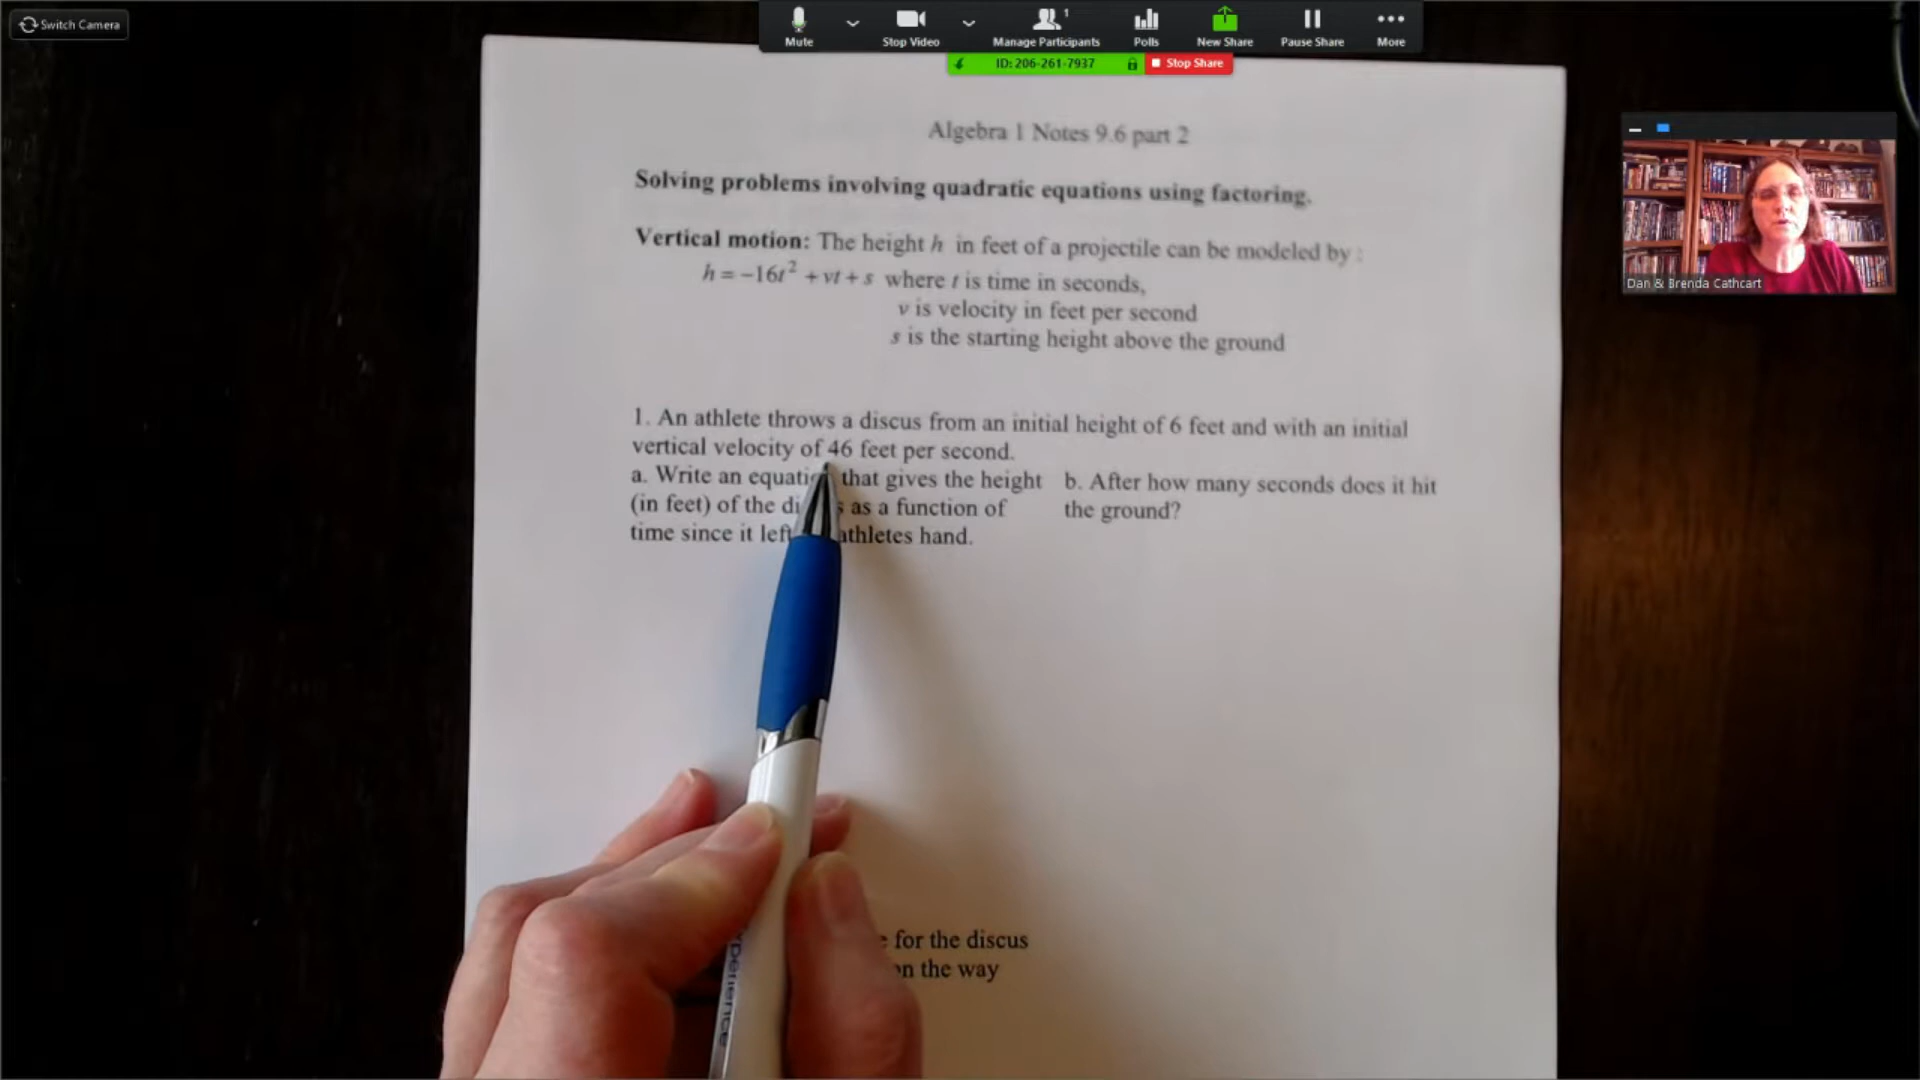 Switch Camera
Mute
Stop Video
Manage Participants
1
Polls
New Share
Pause Share
More
ID: 206-261-7937
Stop Share
Algebra 1 Notes 9.6 part 2
Solving problems involving quadratic equations using factoring.
Vertical motion: The height h in feet of a projectile can be modeled by :
h = −16t² + vt + s where t is time in seconds,
v is velocity in feet per second
s is the starting height above the ground
Dan & Brenda Cathcart
1. An athlete throws a discus from an initial height of 6 feet and with an initial
vertical velocity of 46 feet per second.
a. Write an equation that gives the height
(in feet) of the di s as a function of
time since it left athletes hand.
b. After how many seconds does it hit
the ground?
for the discus
on the way